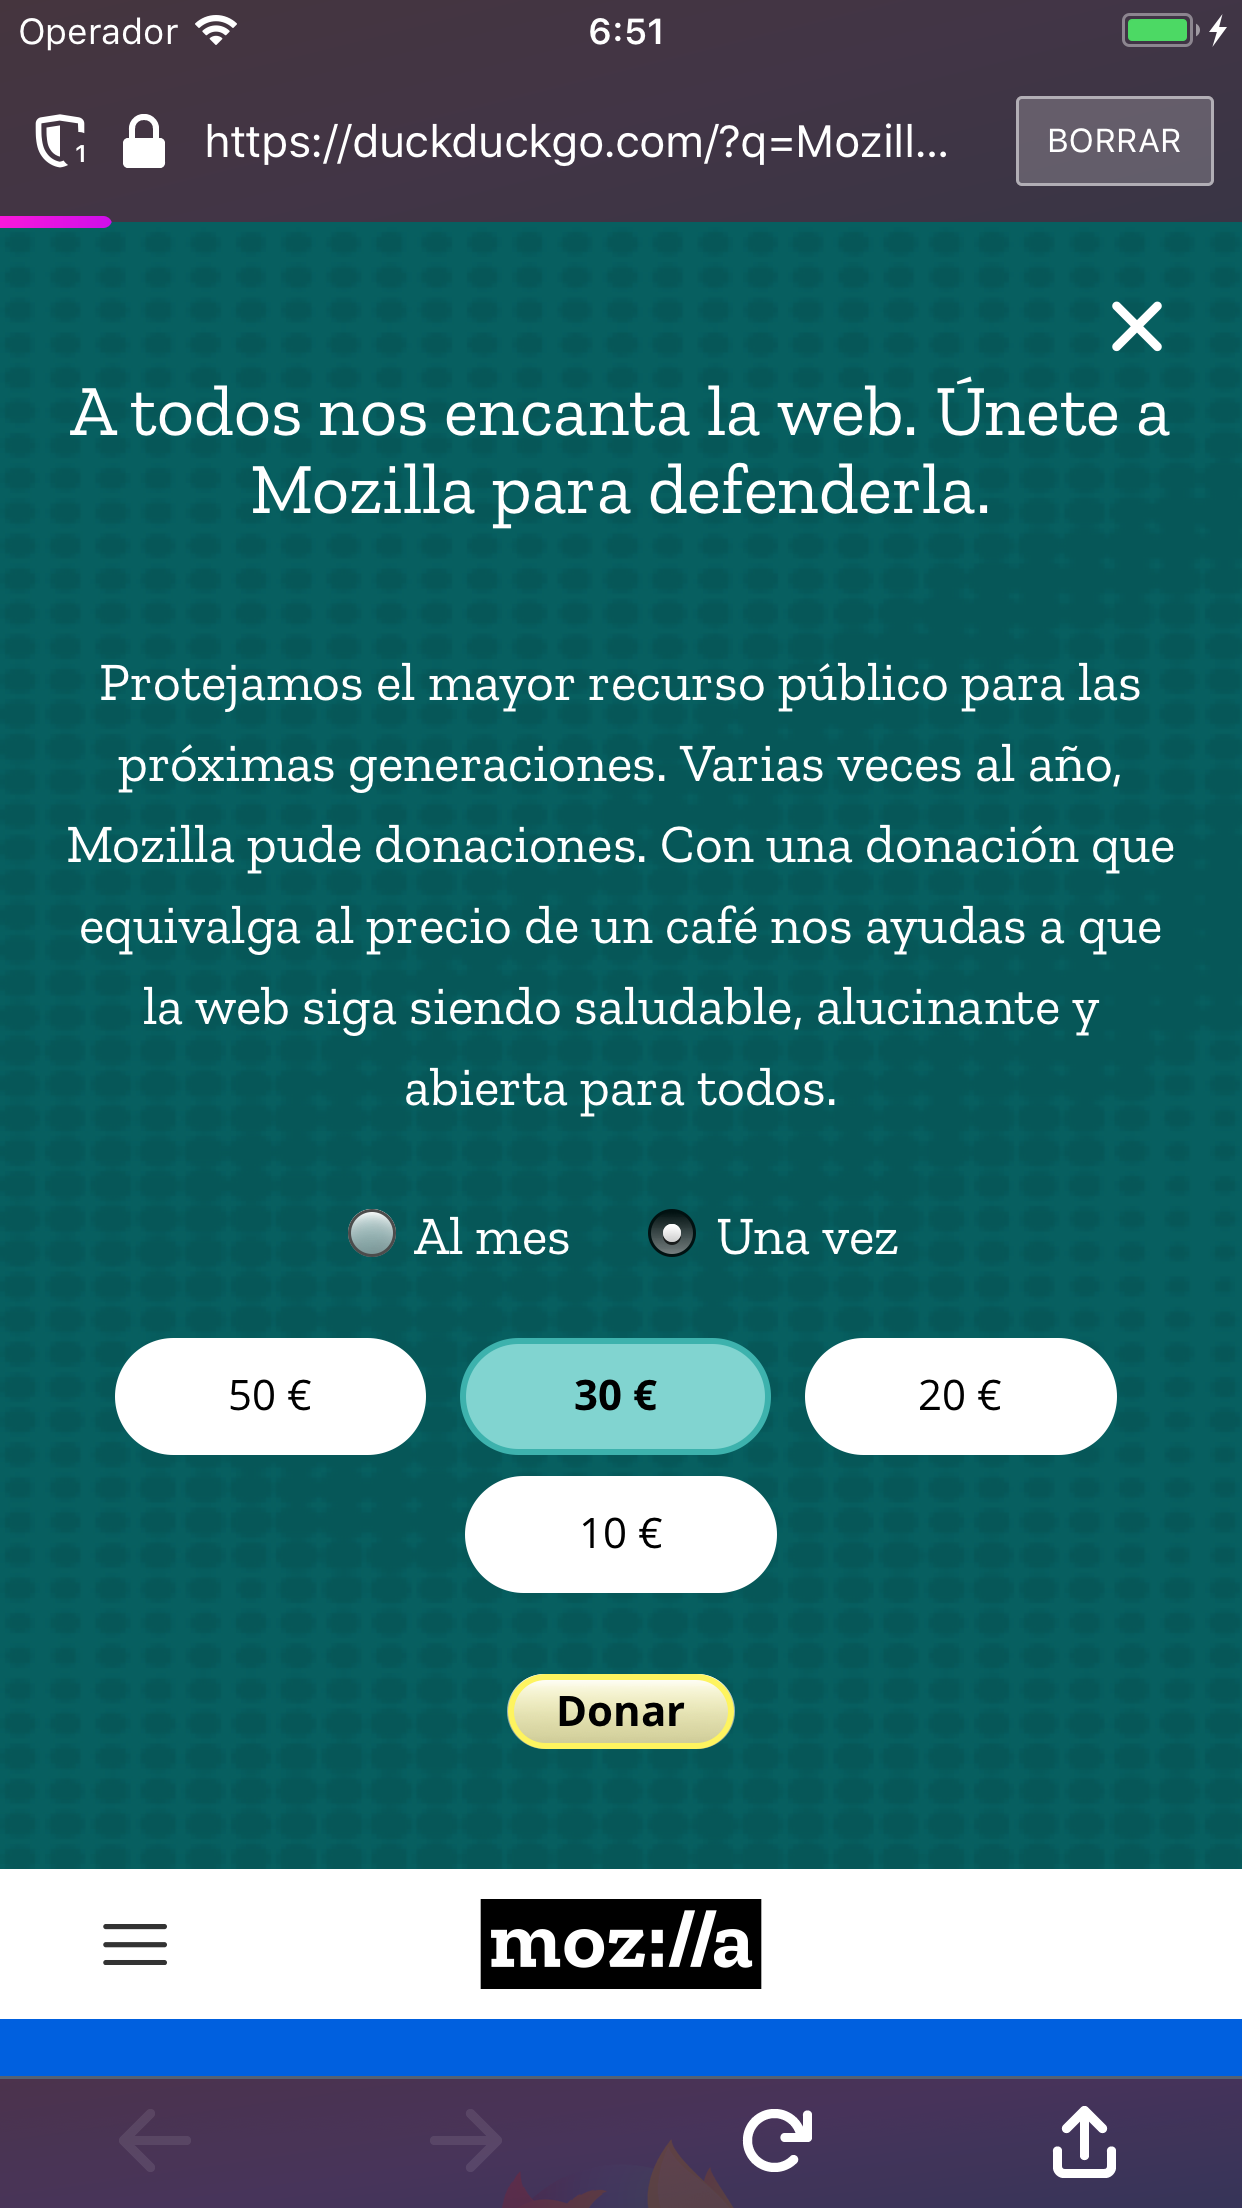 Operador
6:51
1
https://duckduckgo.com/?q=Mozill...
BORRAR
A todos nos encanta la web. Únete a
Mozilla para defenderla.
Protejamos el mayor recurso público para las
próximas generaciones. Varias veces al año,
Mozilla pude donaciones. Con una donación que
equivalga al precio de un café nos ayudas a que
la web siga siendo saludable, alucinante y
abierta para todos.
Al mes
Una vez
50 €
30 €
20 €
10 €
Donar
moz://a